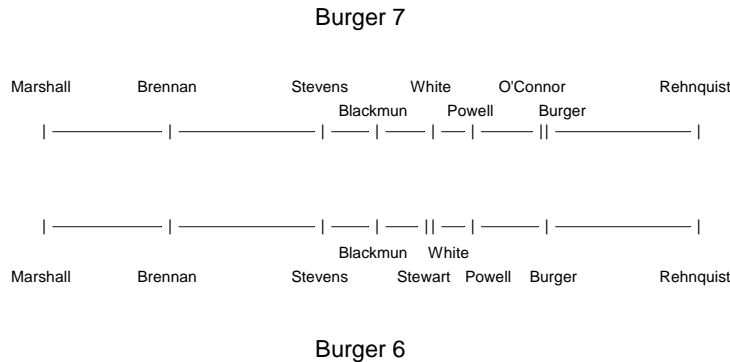 Burger 7
Marshall Brennan Stevens White O'Connor Rehnquist
Blackmun Powell Burger
Blackmun White
Marshall Brennan Stevens Stewart Powell Burger Rehnquist
Burger 6